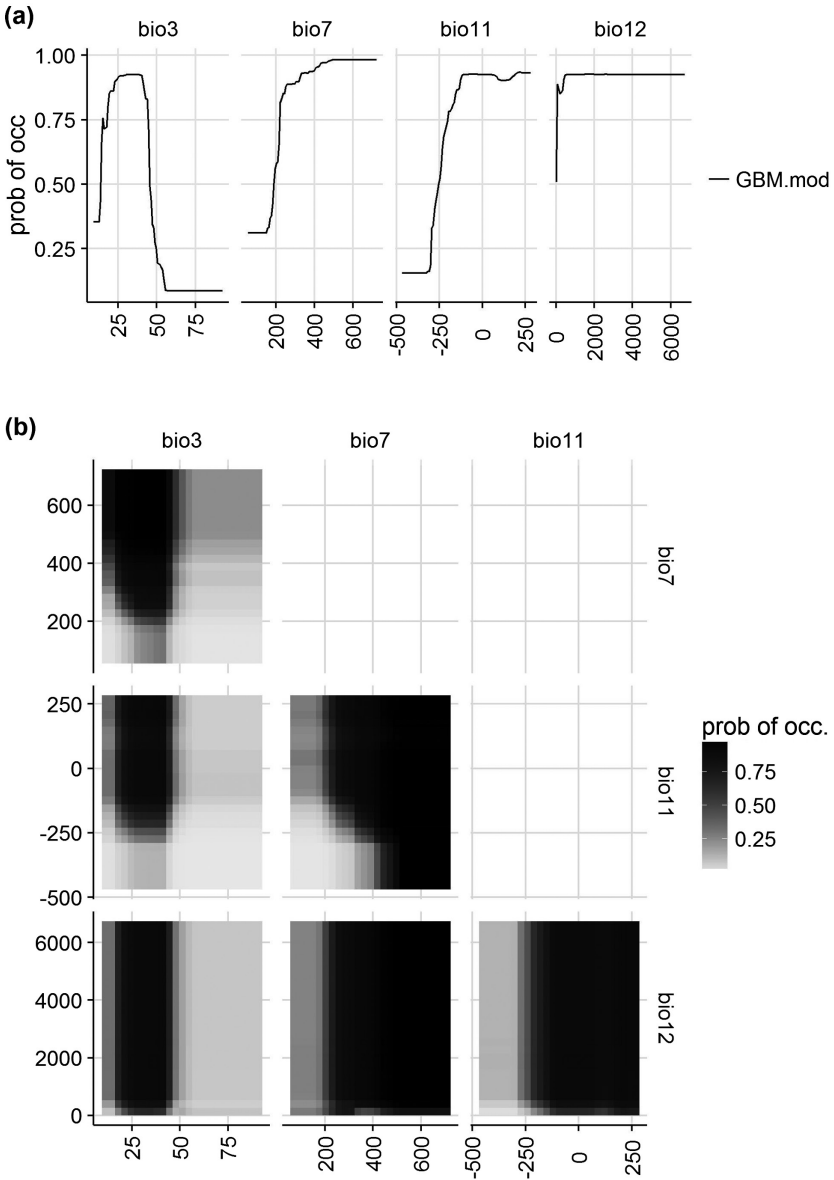 (a)
bio3 bio7 bio11 bio12
1.00
0.75
0.50
0.25
prob of occ
GBM.mod
25 50 75 200 400 600 -500 -250 0 250 0 2000 4000 6000
(b)
bio3 bio7 bio11
600
400
200
bio7
250
0
-250
-500
bio11
prob of occ.
0.75
0.50
0.25
6000
4000
2000
0
bio12
25 50 75 200 400 600 -500 -250 0 250